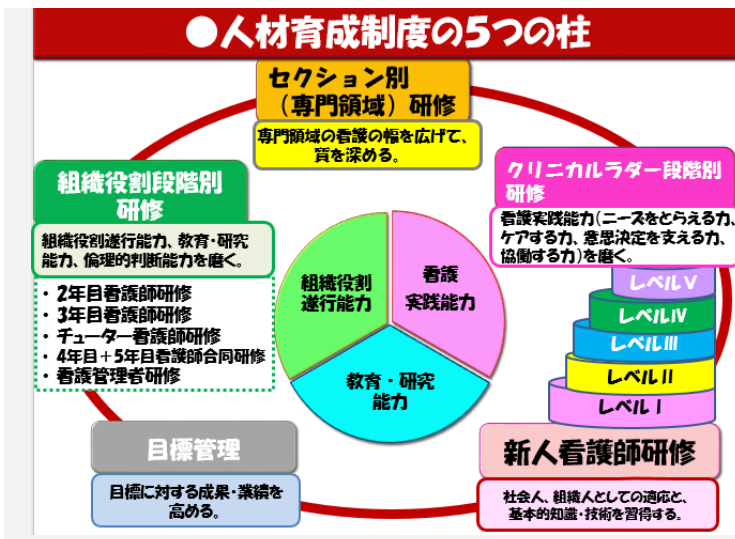 ●人材育成制度の5つの柱
セクション別
（専門領域）研修
専門領域の看護の幅を広げて、
質を深める。
組織役割段階別
研修
組織役割遂行能力、教育・研究
能力、倫理的判断能力を磨く。
・ 2年目看護師研修
・ 3年目看護師研修
・ チューター看護師研修
・ 4年目＋5年目看護師合同研修
・ 看護管理者研修
クリニカルラダー段階別
研修
看護実践能力(ニーズをとらえる力、
ケアする力、意思決定を支える力、
協働する力)を磨く。
レベルⅤ
レベルⅣ
レベルⅢ
レベルⅡ
レベルⅠ
組織役割
遂行能力
看護
実践能力
教育・研究
能力
目標管理
目標に対する成果・業績を
高める。
新人看護師研修
社会人、組織人としての適応と、
基本的知識・技術を習得する。